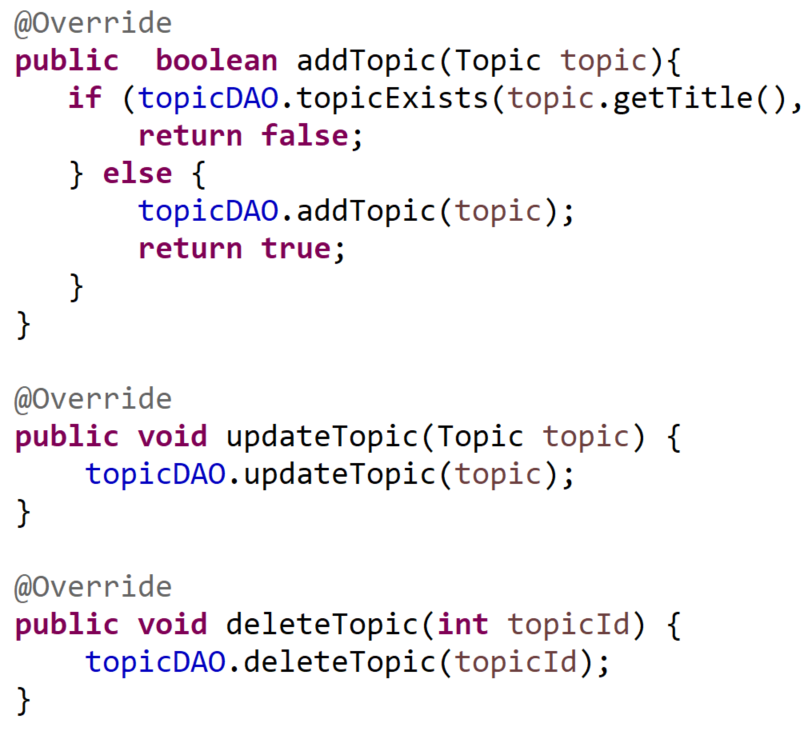 @Override
public  boolean addTopic(Topic topic){
   if (topicDAO.topicExists(topic.getTitle(),
       return false;
   } else {
       topicDAO.addTopic(topic);
       return true;
   }
}

@Override
public void updateTopic(Topic topic) {
    topicDAO.updateTopic(topic);
}

@Override
public void deleteTopic(int topicId) {
    topicDAO.deleteTopic(topicId);
}